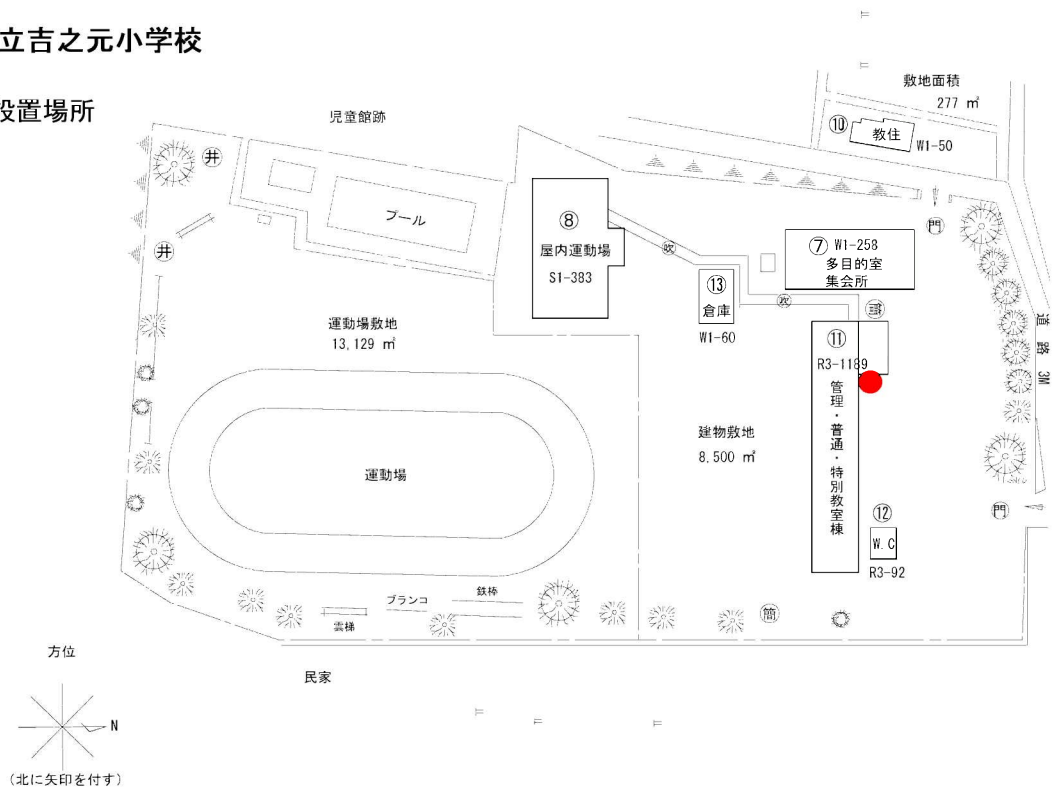 立吉之元小学校
設置場所
敷地面積
277 ㎡
児童館跡
⑩
教住
W1-50
井
プール
⑧
屋内運動場
S1-383
吹
門
⑦ W1-258
多目的室
集会所
井
⑬
倉庫
W1-60
吹
運動場敷地
13,129 ㎡
⑪
R3-1189
管理・普通・特別教室棟
道路 3M
建物敷地
8,500 ㎡
運動場
門
⑫
W.C
R3-92
ブランコ
鉄棒
雲梯
簡
方位
民家
N
(北に矢印を付す)